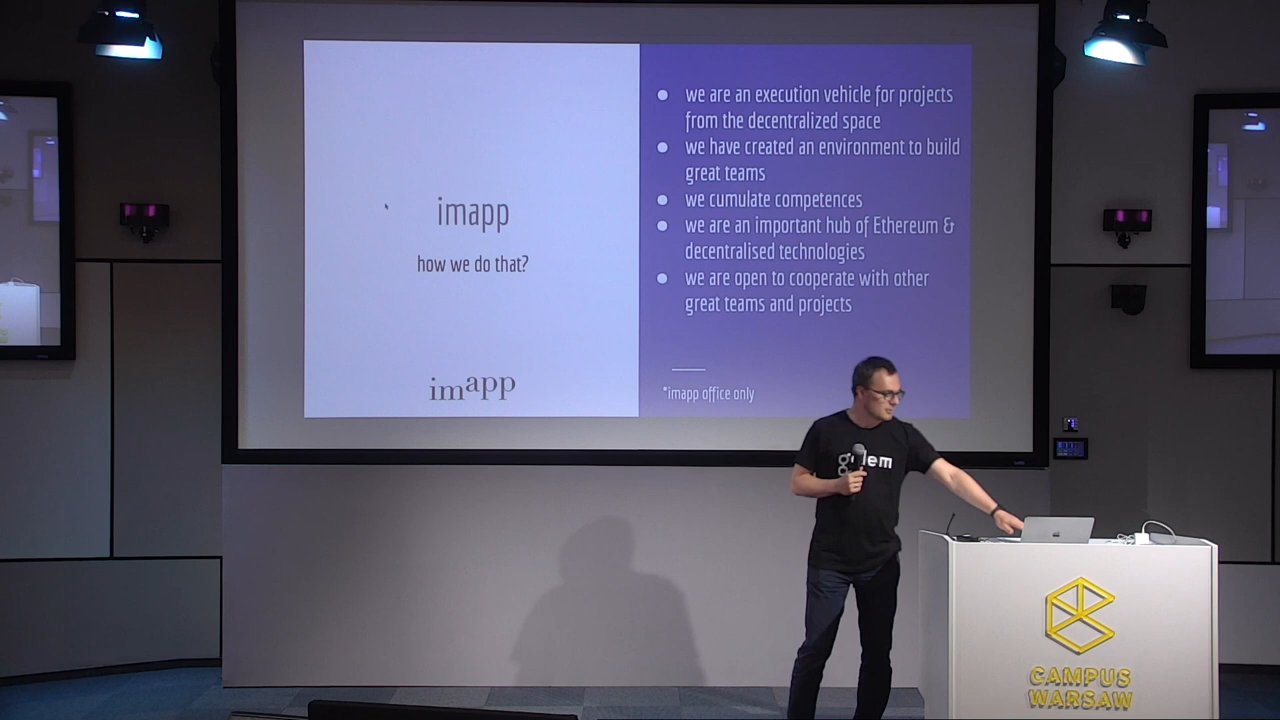 imapp
how we do that?
imapp
● we are an execution vehicle for projects
from the decentralized space
● we have created an environment to build
great teams
● we cumulate competences
● we are an important hub of Ethereum &
decentralised technologies
● we are open to cooperate with other
great teams and projects
*imapp office only
CAMPUS
WARSAW